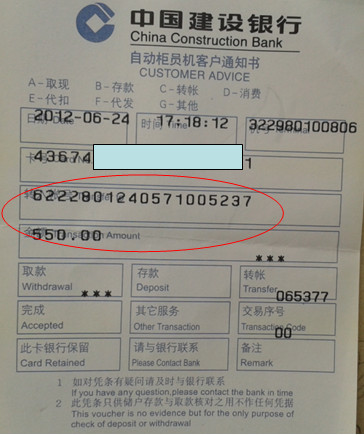 中国建设银行
China Construction Bank
自动柜员机客户通知书
CUSTOMER ADVICE
A-取现 B-存款 C-转帐 D-消费
E-代扣 F-代发 G-其他
日期 Date 时间 Time
2012-06-24 17:18:12 322980100806
43674 1
6222801240571005237
550.00
Transaction Amount
***
取款 存款 转帐
Withdrawal Deposit Transfer
*** 065377
完成 其它服务 交易序号
Accepted Other Transaction Transaction Code
00
此卡银行保留 请与银行联系 备注
Card Retained Please Contact Bank Remark
1 如对凭条有疑问请及时与银行联系
If you have any question,please contact the bank in time
2 此凭条只供储户存款与取款核对之用不作任何凭据
This voucher is no evidence but for the only purpose of
check of deposit or withdrawal